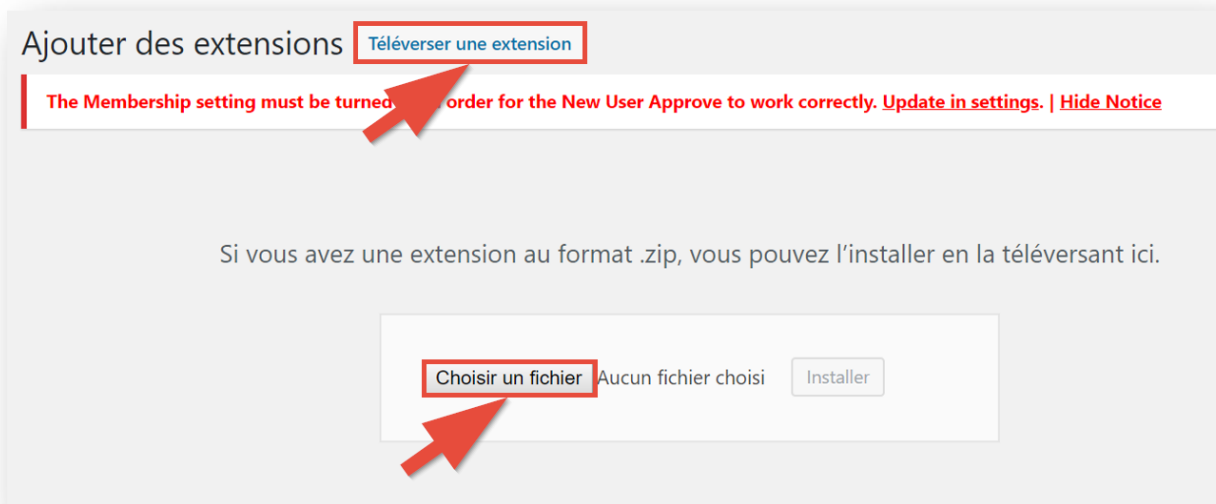 Ajouter des extensions Téléverser une extension
The Membership setting must be turned order for the New User Approve to work correctly. Update in settings. | Hide Notice
Si vous avez une extension au format .zip, vous pouvez l’installer en la téléversant ici.
Choisir un fichier Aucun fichier choisi Installer